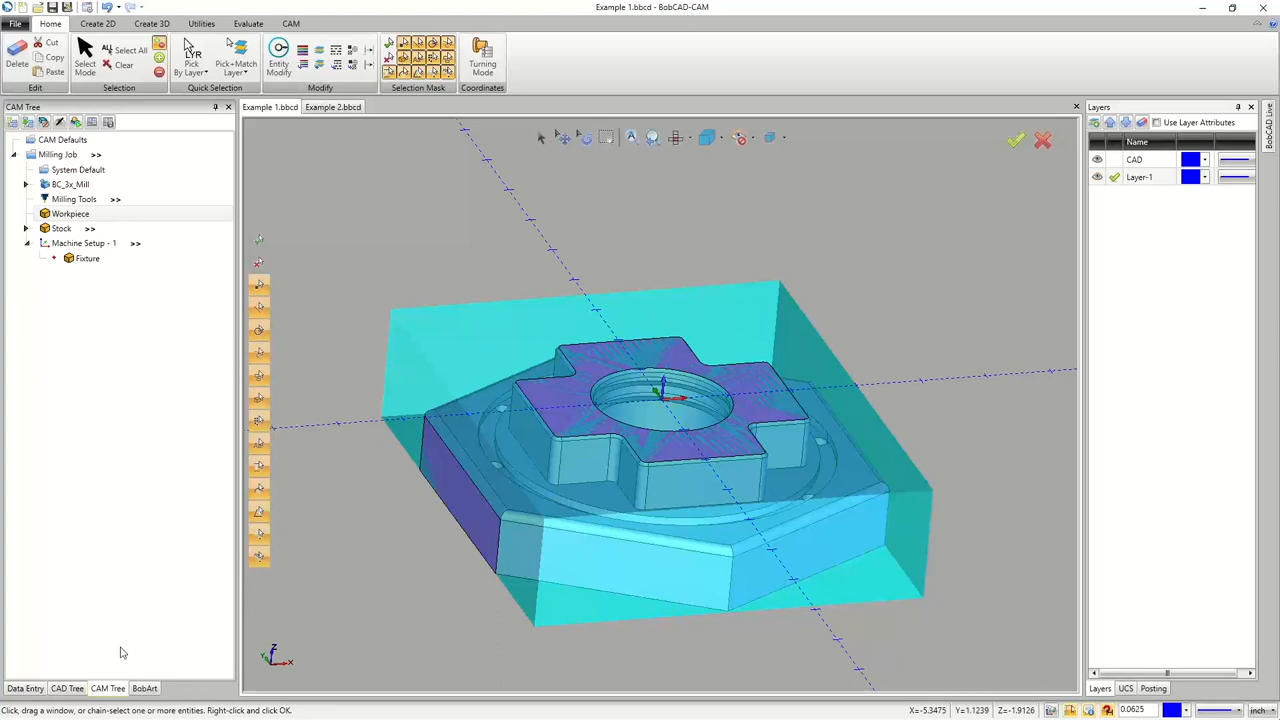 Example 1.bbcd - BobCAD-CAM
File Home Create 2D Create 3D Utilities Evaluate CAM
Delete
Cut
Copy
Paste
Edit
Select
Mode
ALL Select All
Clear
Selection
LYR
Pick
By Layer
Pick+Match
Layer
Quick Selection
Entity
Modify
Modify
Selection Mask
Turning
Mode
Coordinates
CAM Tree
CAM Defaults
Milling Job >>
System Default
BC_3x_Mill
Milling Tools >>
Workpiece
Stock >>
Machine Setup - 1 >>
Fixture
Data Entry CAD Tree CAM Tree BobArt
Example 1.bbcd Example 2.bbcd
Z
Y
X
Layers
Use Layer Attributes
Name
CAD
Layer-1
Layers UCS Posting
BobCAD Live
Click, drag a window, or chain-select one or more entities. Right-click and click OK.
X=-5.3475 Y=1.1239 Z=-1.9126
0.0625
inch